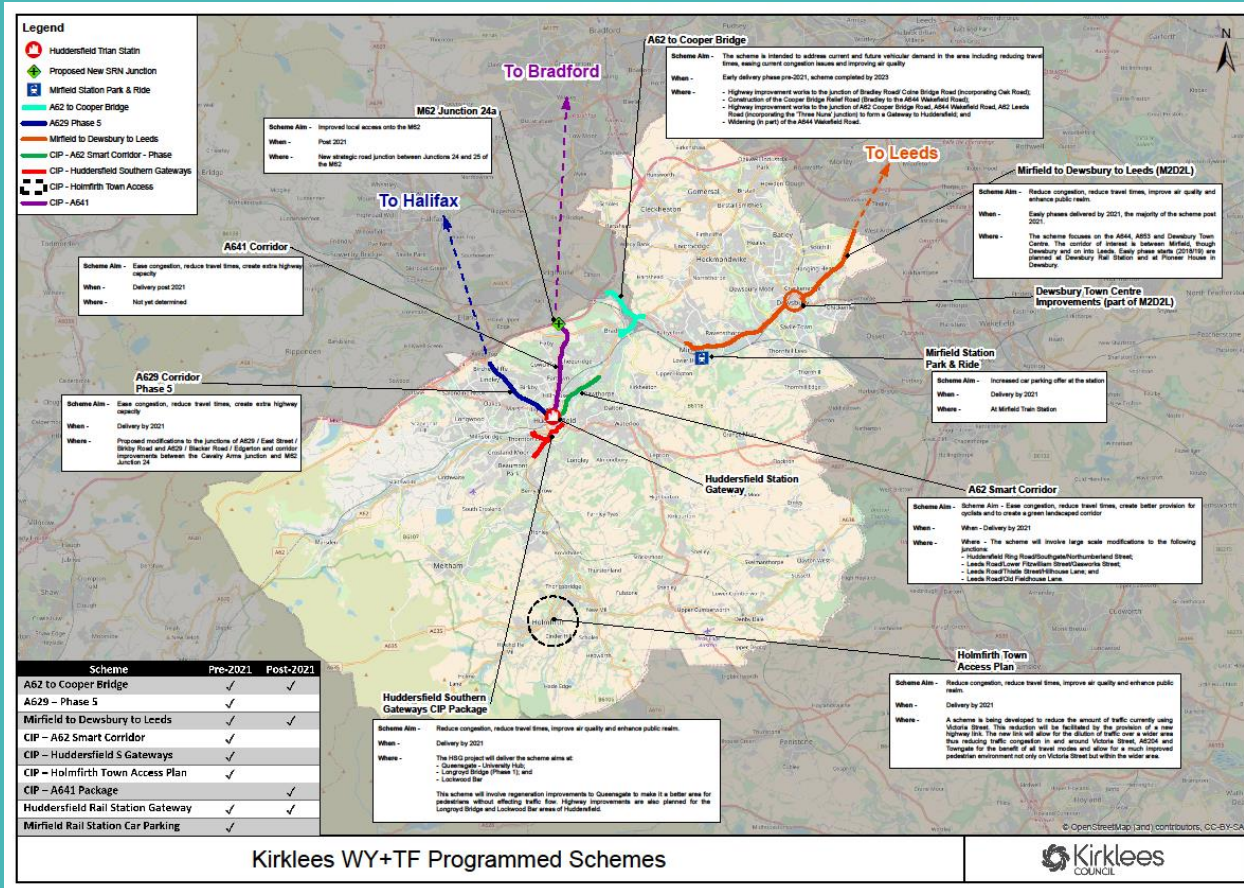 Legend
Huddersfield Trian Statin
Proposed New SRN Junction
Mirfield Station Park & Ride
A62 to Cooper Bridge
A629 Phase 5
Mirfield to Dewsbury to Leeds
CIP - A62 Smart Corridor - Phase
CIP - Huddersfield Southern Gateways
CIP - Holmfirth Town Access
CIP - A641
N
A62 to Cooper Bridge
Scheme Aim - The scheme is intended to address current and future vehicular demand in the area including reducing travel
times, easing current congestion issues and improving air quality
When - Early delivery phase pre-2021, scheme completed by 2023
Where - - Highway improvement works to the junction of Bradley Road/ Colne Bridge Road (incorporating Oak Road);
- Construction of the Cooper Bridge Relief Road (Bradley to the A644 Wakefield Road);
- Highway improvement works to the junction of A62 Cooper Bridge Road, A644 Wakefield Road, A62 Leeds
Road (incorporating the 'Three Nuns' junction) to form a Gateway to Huddersfield; and
- Widening (in part) of the A644 Wakefield Road.
To Bradford
M62 Junction 24a
Scheme Aim - Improved local access onto the M62
When - Post 2021
Where - New strategic road junction between Junctions 24 and 25 of
the M62
To Leeds
Mirfield to Dewsbury to Leeds (M2D2L)
Scheme Aim - Reduce congestion, reduce travel times, improve air quality and
enhance public realm.
When - Easly phases delivered by 2021, the majority of the scheme post
2021.
Where - The scheme focuses on the A644, A653 and Dewsbury Town
Centre. The corridor of interest is between Mirfield, though
Dewsbury and on into Leeds. Easly phase starts (2018/19) are
planned at Dewsbury Rail Station and at Pioneer House in
Dewsbury.
To Halifax
A641 Corridor
Scheme Aim - Ease congestion, reduce travel times, create extra highway
capacity
When - Delivery post 2021
Where - Not yet determined
Dewsbury Town Centre
Improvements (part of M2D2L)
Mirfield Station
Park & Ride
Scheme Aim - Increased car parking offer at the station
When - Delivery by 2021
Where - At Mirfield Train Station
A629 Corridor
Phase 5
Scheme Aim - Ease congestion, reduce travel times, create extra highway
capacity
When - Delivery by 2021
Where - Proposed modifications to the junctions of A629 / East Street /
Birkby Road and A629 / Blacker Road / Edgerton and corridor
improvements between the Cavalry Arms junction and M62
Junction 24
Huddersfield Station
Gateway
A62 Smart Corridor
Scheme Aim - Scheme Aim - Ease congestion, reduce travel times, create better provision for
cyclists and to create a green landscaped corridor
When - When - Delivery by 2021
Where - Where - The scheme will involve large scale modifications to the following
junctions:
- Huddersfield Ring Road/Southgate/Northumberland Street;
- Leeds Road/Lower Fitzwilliam Street/Gasworks Street;
- Leeds Road/Thistle Street/Hillhouse Lane; and
- Leeds Road/Old Fieldhouse Lane.
Holmfirth Town
Access Plan
Scheme Aim - Reduce congestion, reduce travel times, improve air quality and enhance public
realm.
When - Delivery by 2021
Where - A scheme is being developed to reduce the amount of traffic currently using
Victoria Street. This reduction will be facilitated by the provision of a new
highway link. The new link will allow for the dilution of traffic over a wider area
thus reducing traffic congestion in and around Victoria Street, A6204 and
Towngate for the benefit of all travel modes and allow for a much improved
pedestrian environment not only on Victoria Street but within the wider area.
Huddersfield Southern
Gateways CIP Package
Scheme Aim - Reduce congestion, reduce travel times, improve air quality and enhance public realm.
When - Delivery by 2021
Where - The HSG project will deliver the scheme aims at:
- Queensgate - University Hub;
- Longroyd Bridge (Phase 1); and
- Lockwood Bar
This scheme will involve regeneration improvements to Queensgate to make it a better area for
pedestrians without effecting traffic flow. Highway improvements are also planned for the
Longroyd Bridge and Lockwood Bar areas of Huddersfield.
Scheme Pre-2021 Post-2021
A62 to Cooper Bridge ✓ ✓
A629 – Phase 5 ✓
Mirfield to Dewsbury to Leeds ✓ ✓
CIP – A62 Smart Corridor ✓
CIP – Huddersfield S Gateways ✓
CIP – Holmfirth Town Access Plan ✓
CIP – A641 Package ✓
Huddersfield Rail Station Gateway ✓ ✓
Mirfield Rail Station Car Parking ✓
© OpenStreetMap (and) contributors, CC-BY-SA
Kirklees WY+TF Programmed Schemes
Kirklees
COUNCIL